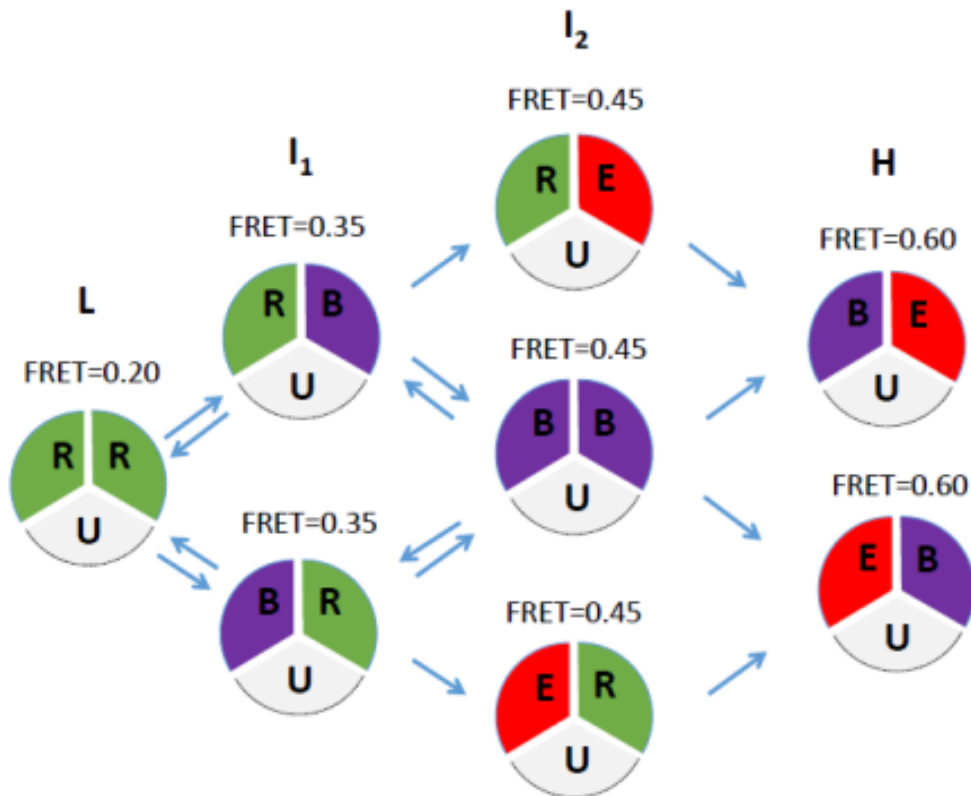 I₂
FRET=0.45
R E
U
I₁
FRET=0.35
R B
U
H
FRET=0.60
B E
U
L
FRET=0.20
R R
U
FRET=0.45
B B
U
FRET=0.35
B R
U
FRET=0.60
E B
U
FRET=0.45
E R
U